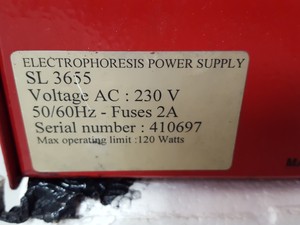 ELECTROPHORESIS POWER SUPPLY
SL 3655
Voltage AC : 230 V
50/60Hz - Fuses 2A
Serial number : 410697
Max operating limit :120 Watts